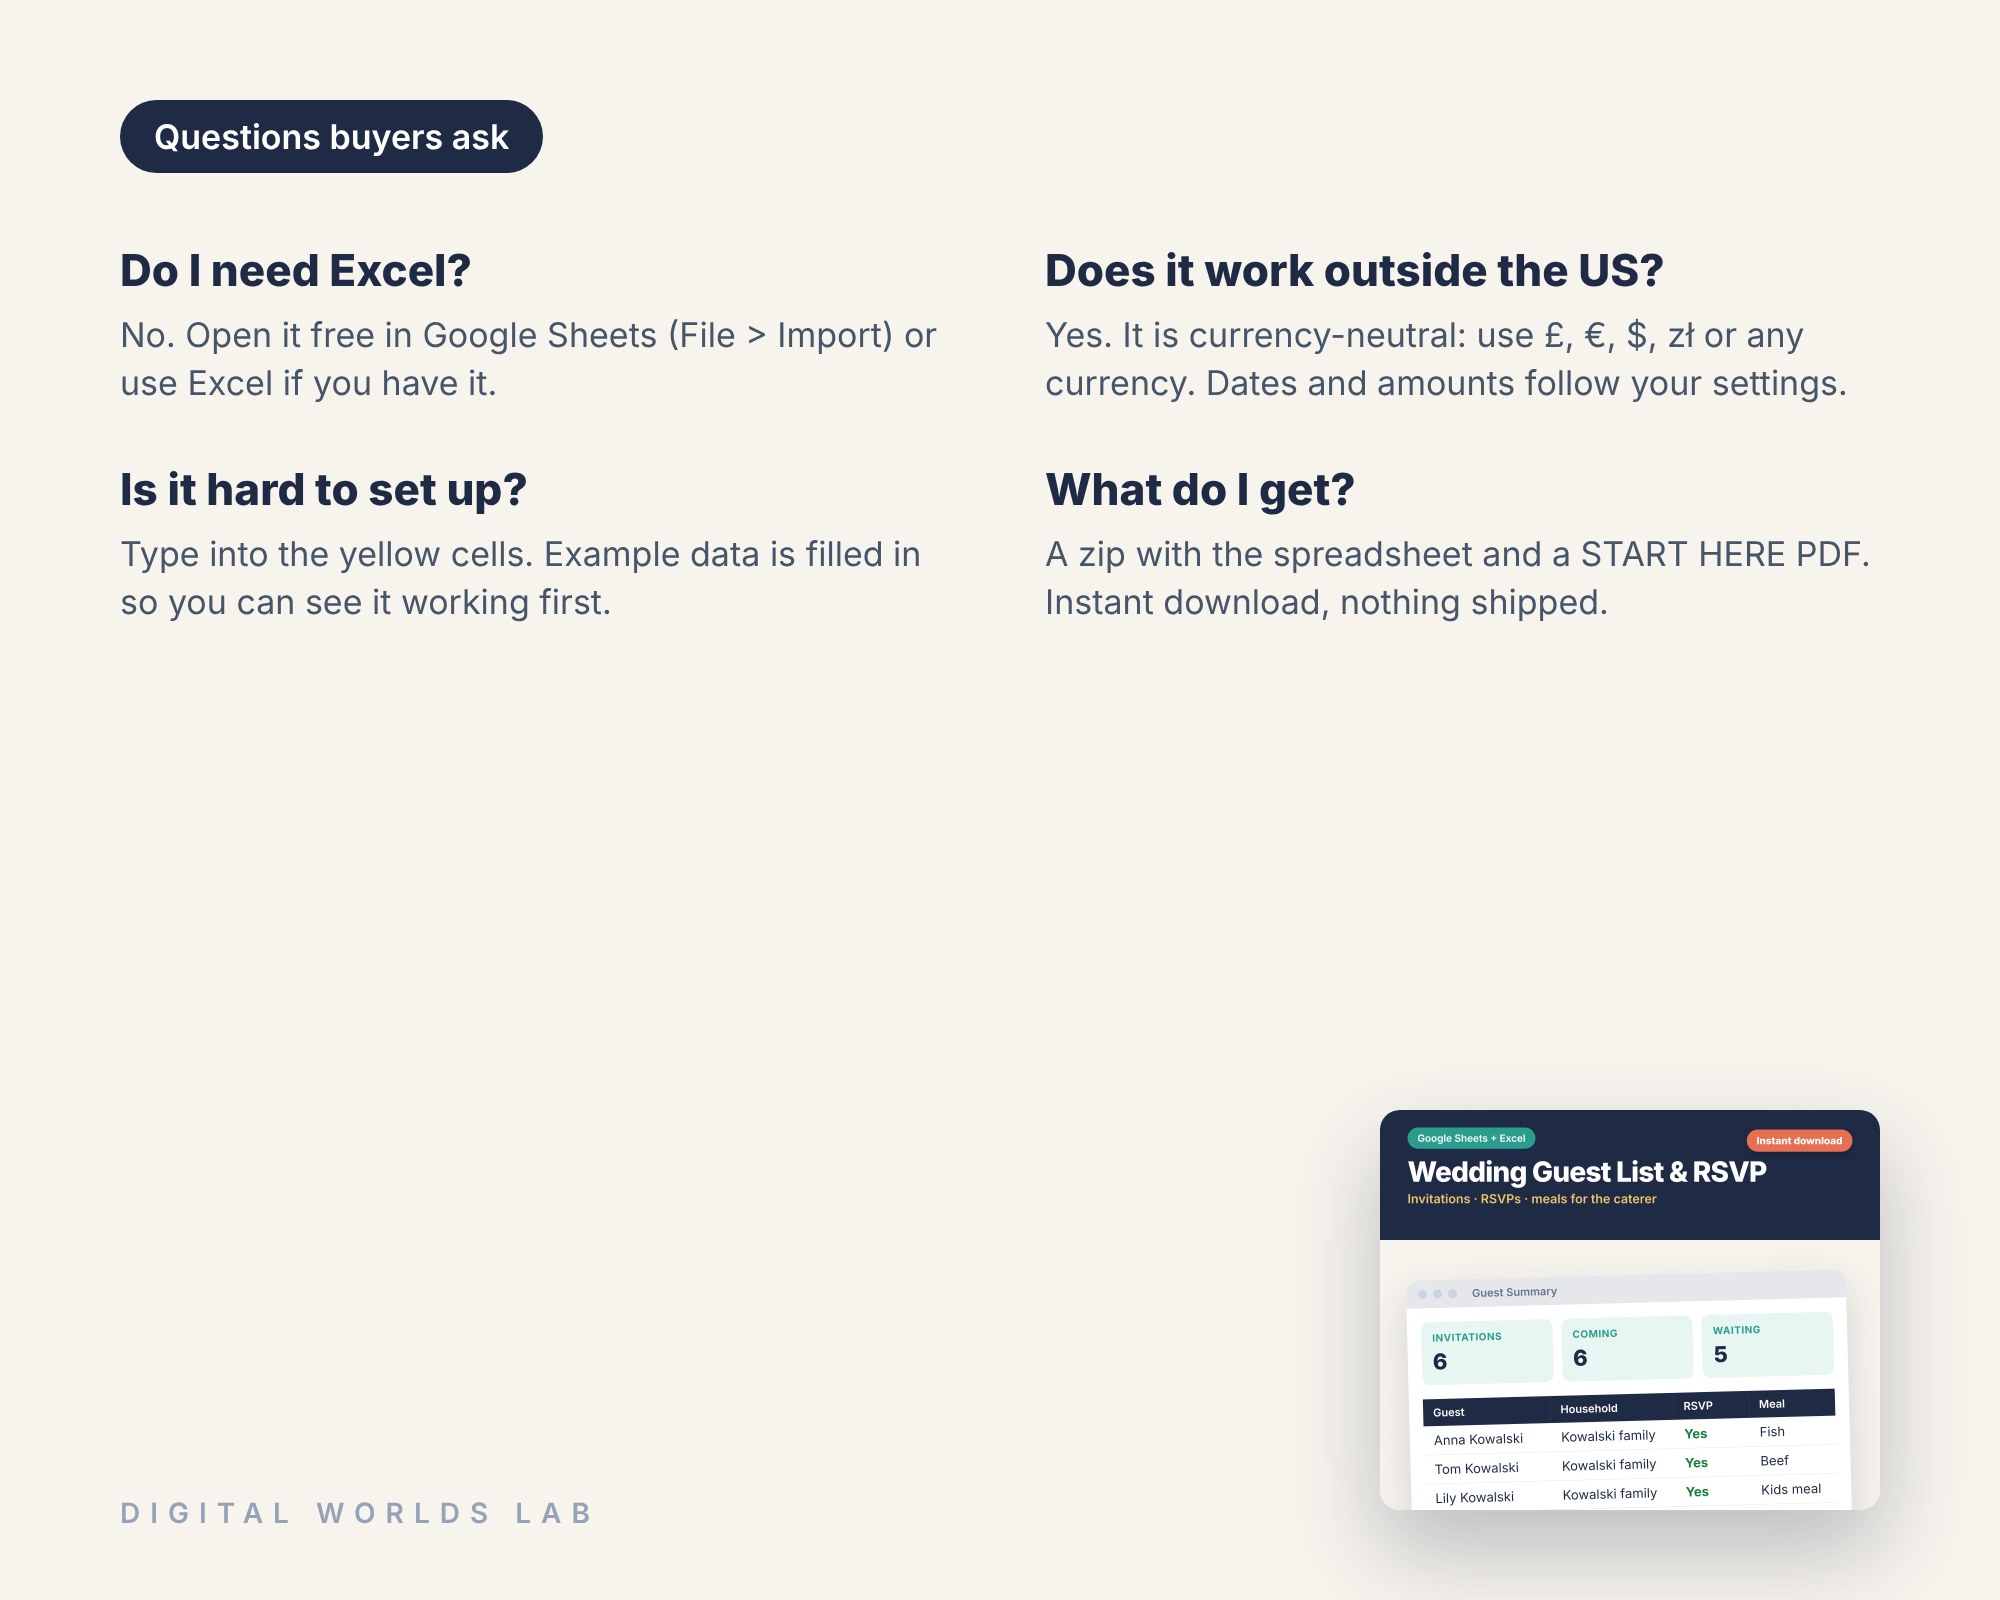 Questions buyers ask
Do I need Excel?
No. Open it free in Google Sheets (File > Import) or
use Excel if you have it.
Does it work outside the US?
Yes. It is currency-neutral: use £, €, $, zł or any
currency. Dates and amounts follow your settings.
Is it hard to set up?
Type into the yellow cells. Example data is filled in
so you can see it working first.
What do I get?
A zip with the spreadsheet and a START HERE PDF.
Instant download, nothing shipped.
Google Sheets + Excel
Instant download
Wedding Guest List & RSVP
Invitations · RSVPs · meals for the caterer
Guest Summary
INVITATIONS COMING WAITING
6 6 5
Guest Household RSVP Meal
Anna Kowalski Kowalski family Yes Fish
Tom Kowalski Kowalski family Yes Beef
Lily Kowalski Kowalski family Yes Kids meal
DIGITAL WORLDS LAB